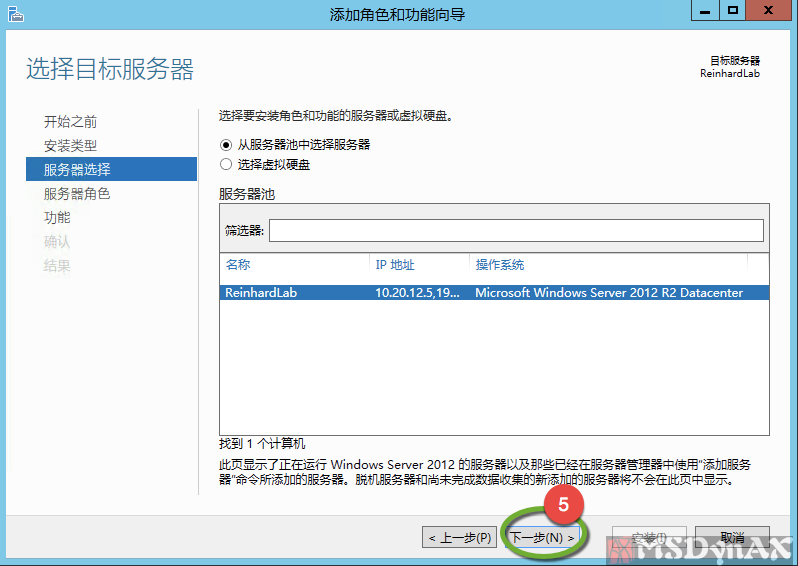 添加角色和功能向导
选择目标服务器
目标服务器
ReinhardLab
开始之前
安装类型
服务器选择
服务器角色
功能
确认
结果
选择要安装角色和功能的服务器或虚拟硬盘。
从服务器池中选择服务器
选择虚拟硬盘
服务器池
筛选器:
名称 IP 地址 操作系统
ReinhardLab 10.20.12.5,19... Microsoft Windows Server 2012 R2 Datacenter
找到 1 个计算机
此页显示了正在运行 Windows Server 2012 的服务器以及那些已经在服务器管理器中使用"添加服务
器"命令所添加的服务器。脱机服务器和尚未完成数据收集的新添加的服务器将不会在此页中显示。
5
< 上一步(P) 下一步(N) > 安装(I) 取消
MSDynAX